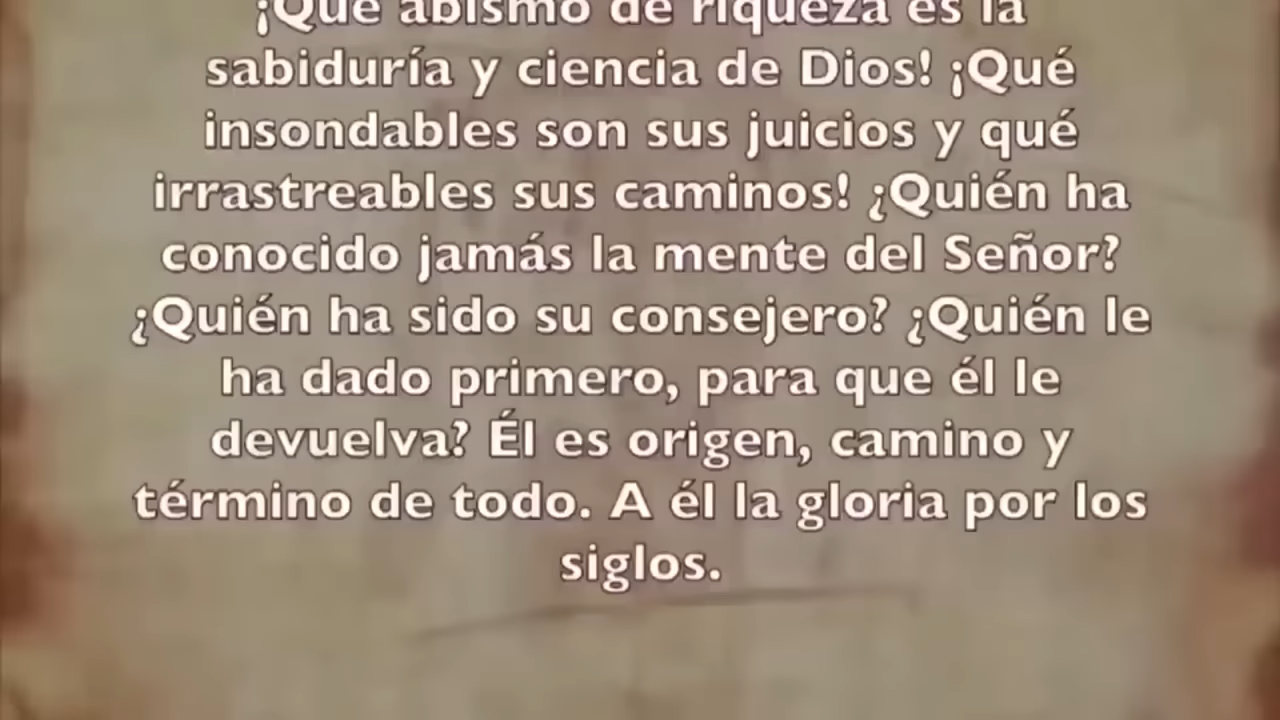 ¡Qué abismo de riqueza es la
sabiduría y ciencia de Dios! ¡Qué
insondables son sus juicios y qué
irrastreables sus caminos! ¿Quién ha
conocido jamás la mente del Señor?
¿Quién ha sido su consejero? ¿Quién le
ha dado primero, para que él le
devuelva? Él es origen, camino y
término de todo. A él la gloria por los
siglos.